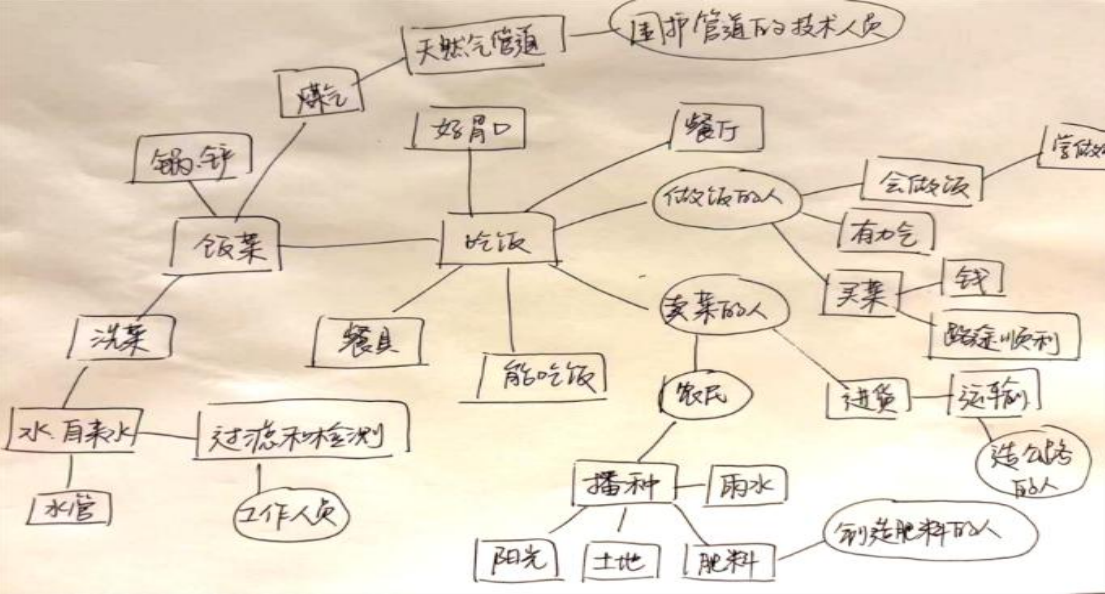 天然气管道
围护管道的技术人员
煤气
好胃口
餐厅
锅.铲
做饭的人
会做饭
学做
饭菜
吃饭
有力气
买菜
钱
卖菜的人
路途顺利
洗菜
餐具
能吃饭
农民
进货
运输
水.自来水
过滤和检测
造公路
的人
播种
雨水
水管
工作人员
制造肥料的人
阳光
土地
肥料